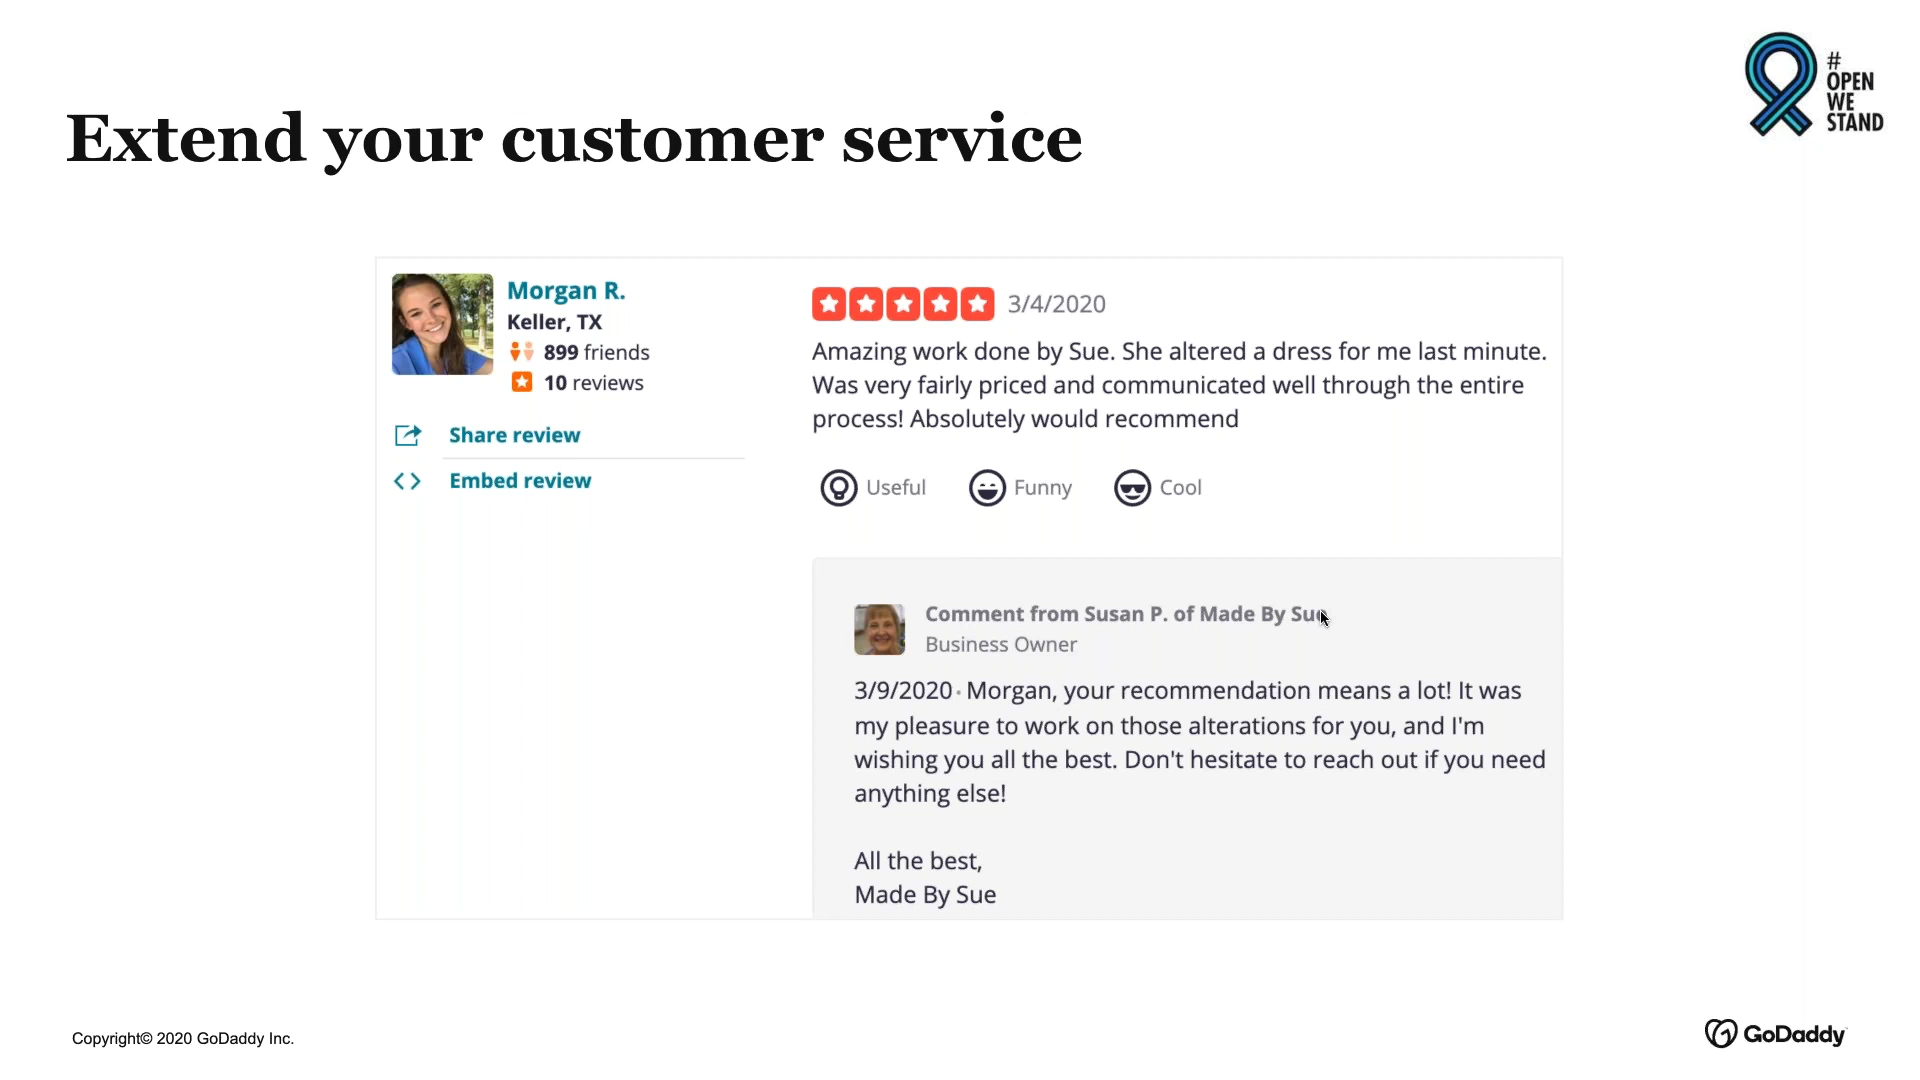 Extend your customer service
#
OPEN
WE
STAND
Morgan R.
Keller, TX
899 friends
10 reviews
Share review
Embed review
3/4/2020
Amazing work done by Sue. She altered a dress for me last minute.
Was very fairly priced and communicated well through the entire
process! Absolutely would recommend
Useful
Funny
Cool
Comment from Susan P. of Made By Sue
Business Owner
3/9/2020 · Morgan, your recommendation means a lot! It was
my pleasure to work on those alterations for you, and I'm
wishing you all the best. Don't hesitate to reach out if you need
anything else!
All the best,
Made By Sue
Copyright© 2020 GoDaddy Inc.
GoDaddy